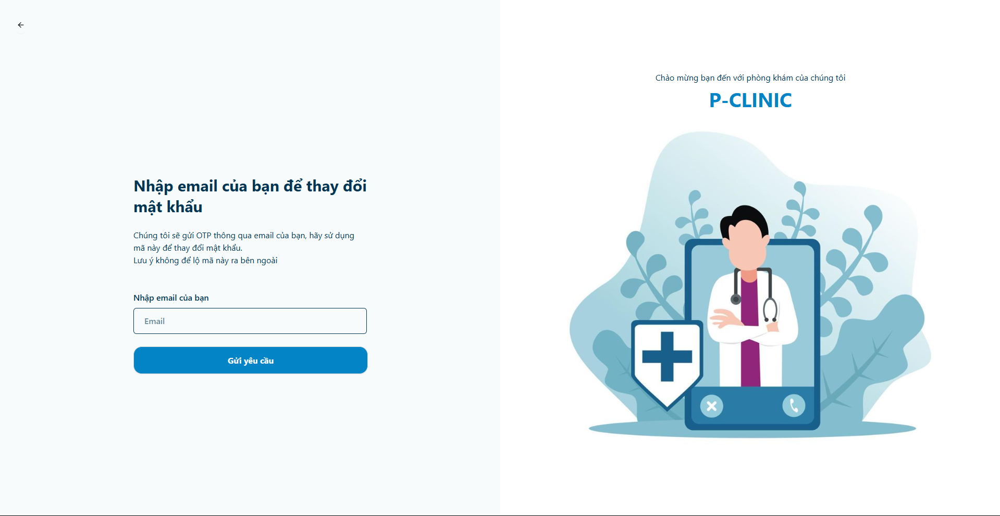 Nhập email của bạn để thay đổi
mật khẩu
Chúng tôi sẽ gửi OTP thông qua email của bạn, hãy sử dụng
mã này để thay đổi mật khẩu.
Lưu ý không để lộ mã này ra bên ngoài
Nhập email của bạn
Email
Gửi yêu cầu
Chào mừng bạn đến với phòng khám của chúng tôi
P-CLINIC